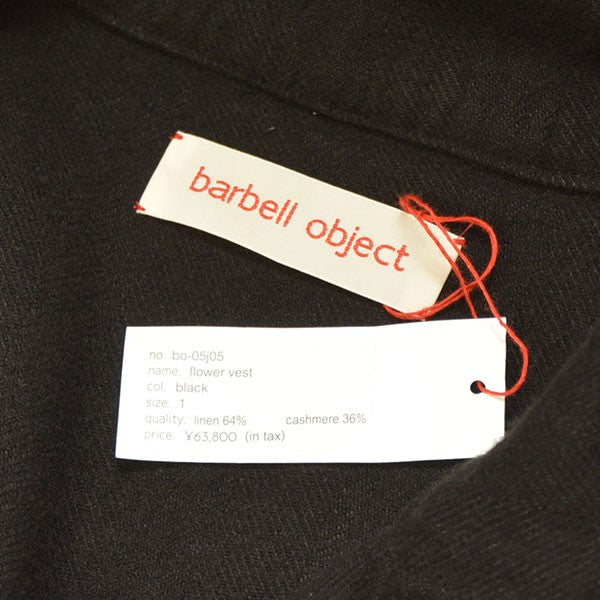 barbell object
no. bo-05j05
name. flower vest
col. black
size. 1
quality. linen 64% cashmere 36%
price. ¥63,800 (in tax)